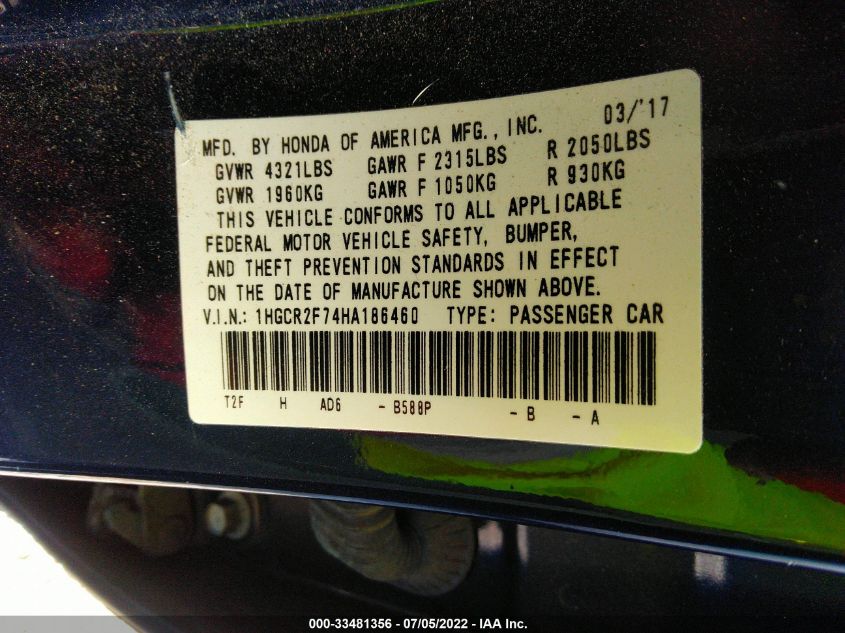 MFD. BY HONDA OF AMERICA MFG., INC. 03/'17
GVWR 4321LBS GAWR F 2315LBS R 2050LBS
GVWR 1960KG GAWR F 1050KG R 930KG
THIS VEHICLE CONFORMS TO ALL APPLICABLE
FEDERAL MOTOR VEHICLE SAFETY, BUMPER,
AND THEFT PREVENTION STANDARDS IN EFFECT
ON THE DATE OF MANUFACTURE SHOWN ABOVE.
V.I.N.: 1HGCR2F74HA186460 TYPE: PASSENGER CAR
T2F H AD6 - B588P - B - A
000-33481356 - 07/05/2022 - IAA Inc.